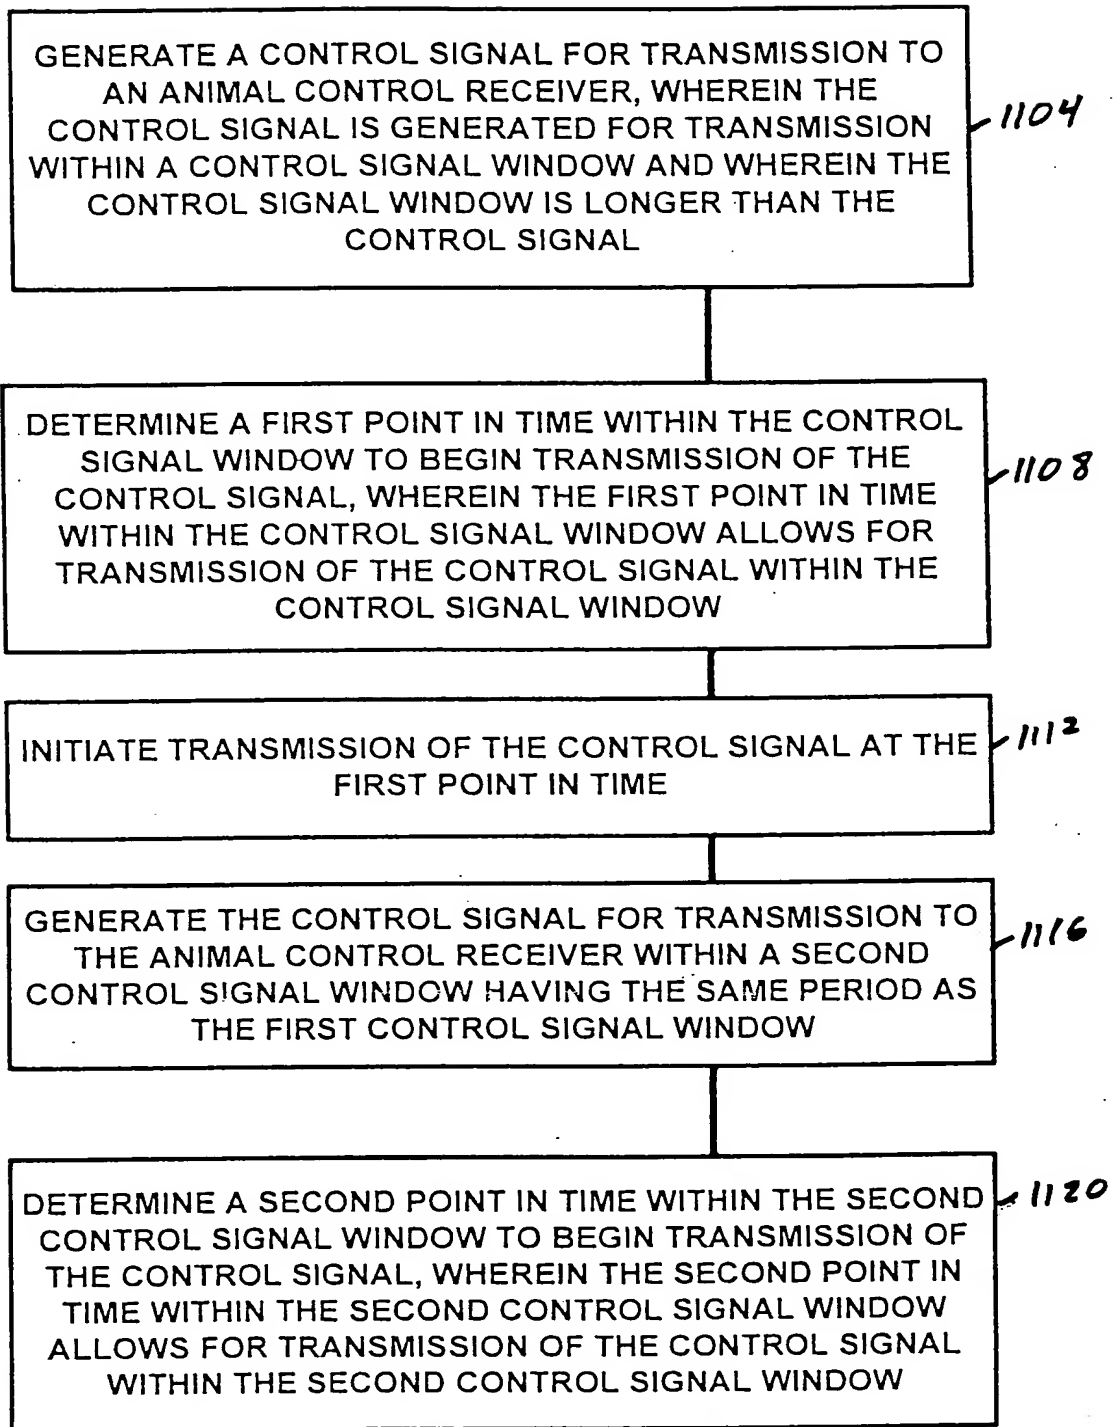 GENERATE A CONTROL SIGNAL FOR TRANSMISSION TO
AN ANIMAL CONTROL RECEIVER, WHEREIN THE
CONTROL SIGNAL IS GENERATED FOR TRANSMISSION
WITHIN A CONTROL SIGNAL WINDOW AND WHEREIN THE
CONTROL SIGNAL WINDOW IS LONGER THAN THE
CONTROL SIGNAL
1104
DETERMINE A FIRST POINT IN TIME WITHIN THE CONTROL
SIGNAL WINDOW TO BEGIN TRANSMISSION OF THE
CONTROL SIGNAL, WHEREIN THE FIRST POINT IN TIME
WITHIN THE CONTROL SIGNAL WINDOW ALLOWS FOR
TRANSMISSION OF THE CONTROL SIGNAL WITHIN THE
CONTROL SIGNAL WINDOW
1108
INITIATE TRANSMISSION OF THE CONTROL SIGNAL AT THE
FIRST POINT IN TIME
1112
GENERATE THE CONTROL SIGNAL FOR TRANSMISSION TO
THE ANIMAL CONTROL RECEIVER WITHIN A SECOND
CONTROL SIGNAL WINDOW HAVING THE SAME PERIOD AS
THE FIRST CONTROL SIGNAL WINDOW
1116
DETERMINE A SECOND POINT IN TIME WITHIN THE SECOND
CONTROL SIGNAL WINDOW TO BEGIN TRANSMISSION OF
THE CONTROL SIGNAL, WHEREIN THE SECOND POINT IN
TIME WITHIN THE SECOND CONTROL SIGNAL WINDOW
ALLOWS FOR TRANSMISSION OF THE CONTROL SIGNAL
WITHIN THE SECOND CONTROL SIGNAL WINDOW
1120